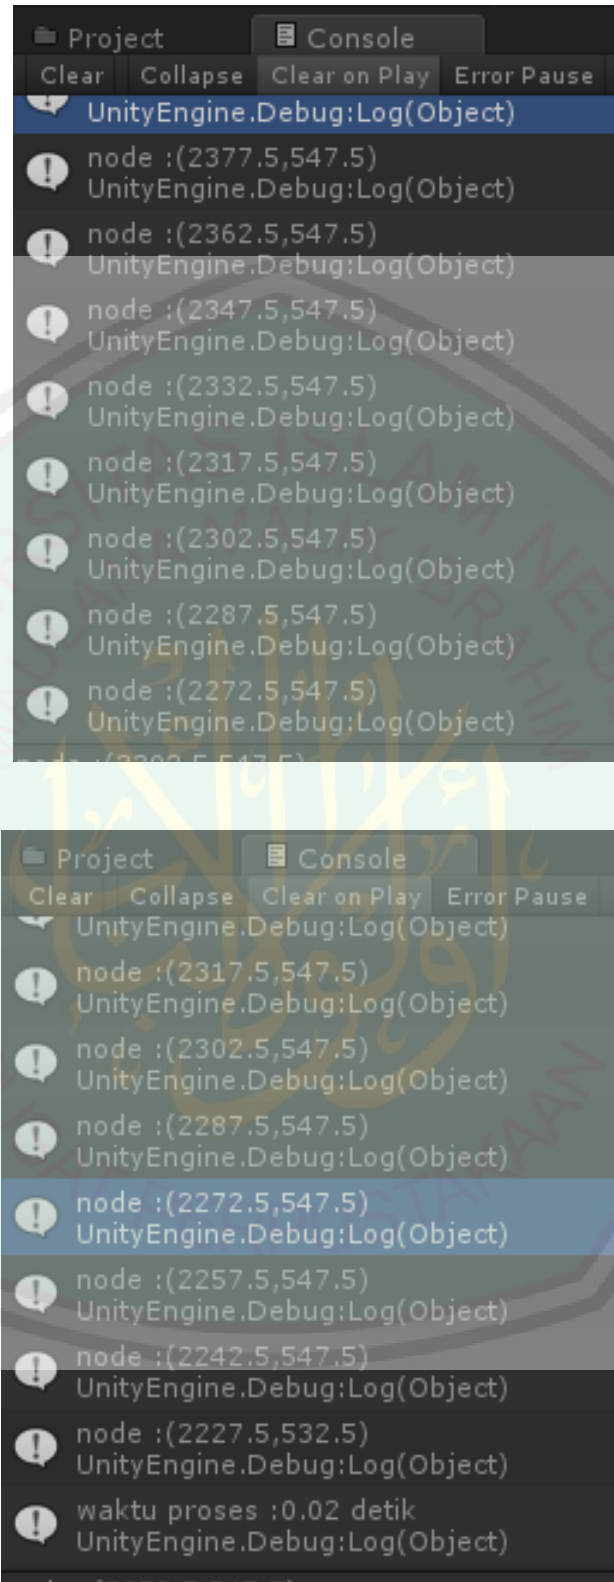 Project Console
Clear Collapse Clear on Play Error Pause
UnityEngine.Debug:Log(Object)
node :(2377.5,547.5)
UnityEngine.Debug:Log(Object)
node :(2362.5,547.5)
UnityEngine.Debug:Log(Object)
node :(2347.5,547.5)
UnityEngine.Debug:Log(Object)
node :(2332.5,547.5)
UnityEngine.Debug:Log(Object)
node :(2317.5,547.5)
UnityEngine.Debug:Log(Object)
node :(2302.5,547.5)
UnityEngine.Debug:Log(Object)
node :(2287.5,547.5)
UnityEngine.Debug:Log(Object)
node :(2272.5,547.5)
UnityEngine.Debug:Log(Object)
Project Console
Clear Collapse Clear on Play Error Pause
UnityEngine.Debug:Log(Object)
node :(2317.5,547.5)
UnityEngine.Debug:Log(Object)
node :(2302.5,547.5)
UnityEngine.Debug:Log(Object)
node :(2287.5,547.5)
UnityEngine.Debug:Log(Object)
node :(2272.5,547.5)
UnityEngine.Debug:Log(Object)
node :(2257.5,547.5)
UnityEngine.Debug:Log(Object)
node :(2242.5,547.5)
UnityEngine.Debug:Log(Object)
node :(2227.5,532.5)
UnityEngine.Debug:Log(Object)
waktu proses :0.02 detik
UnityEngine.Debug:Log(Object)